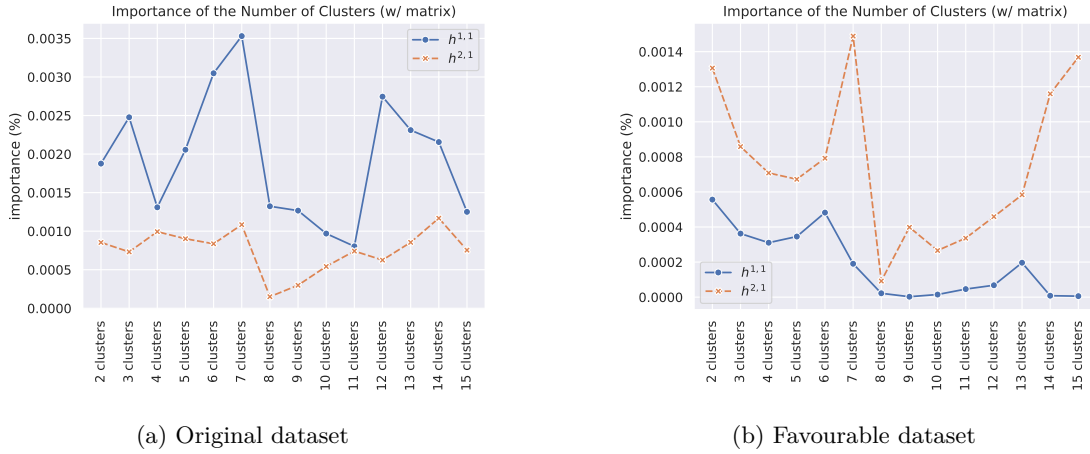 Importance of the Number of Clusters (w/ matrix)
importance (%)
0.0035
0.0030
0.0025
0.0020
0.0015
0.0010
0.0005
0.0000
h^{1,1}
h^{2,1}
2 clusters
3 clusters
4 clusters
5 clusters
6 clusters
7 clusters
8 clusters
9 clusters
10 clusters
11 clusters
12 clusters
13 clusters
14 clusters
15 clusters
(a) Original dataset
Importance of the Number of Clusters (w/ matrix)
importance (%)
0.0014
0.0012
0.0010
0.0008
0.0006
0.0004
0.0002
0.0000
h^{1,1}
h^{2,1}
2 clusters
3 clusters
4 clusters
5 clusters
6 clusters
7 clusters
8 clusters
9 clusters
10 clusters
11 clusters
12 clusters
13 clusters
14 clusters
15 clusters
(b) Favourable dataset